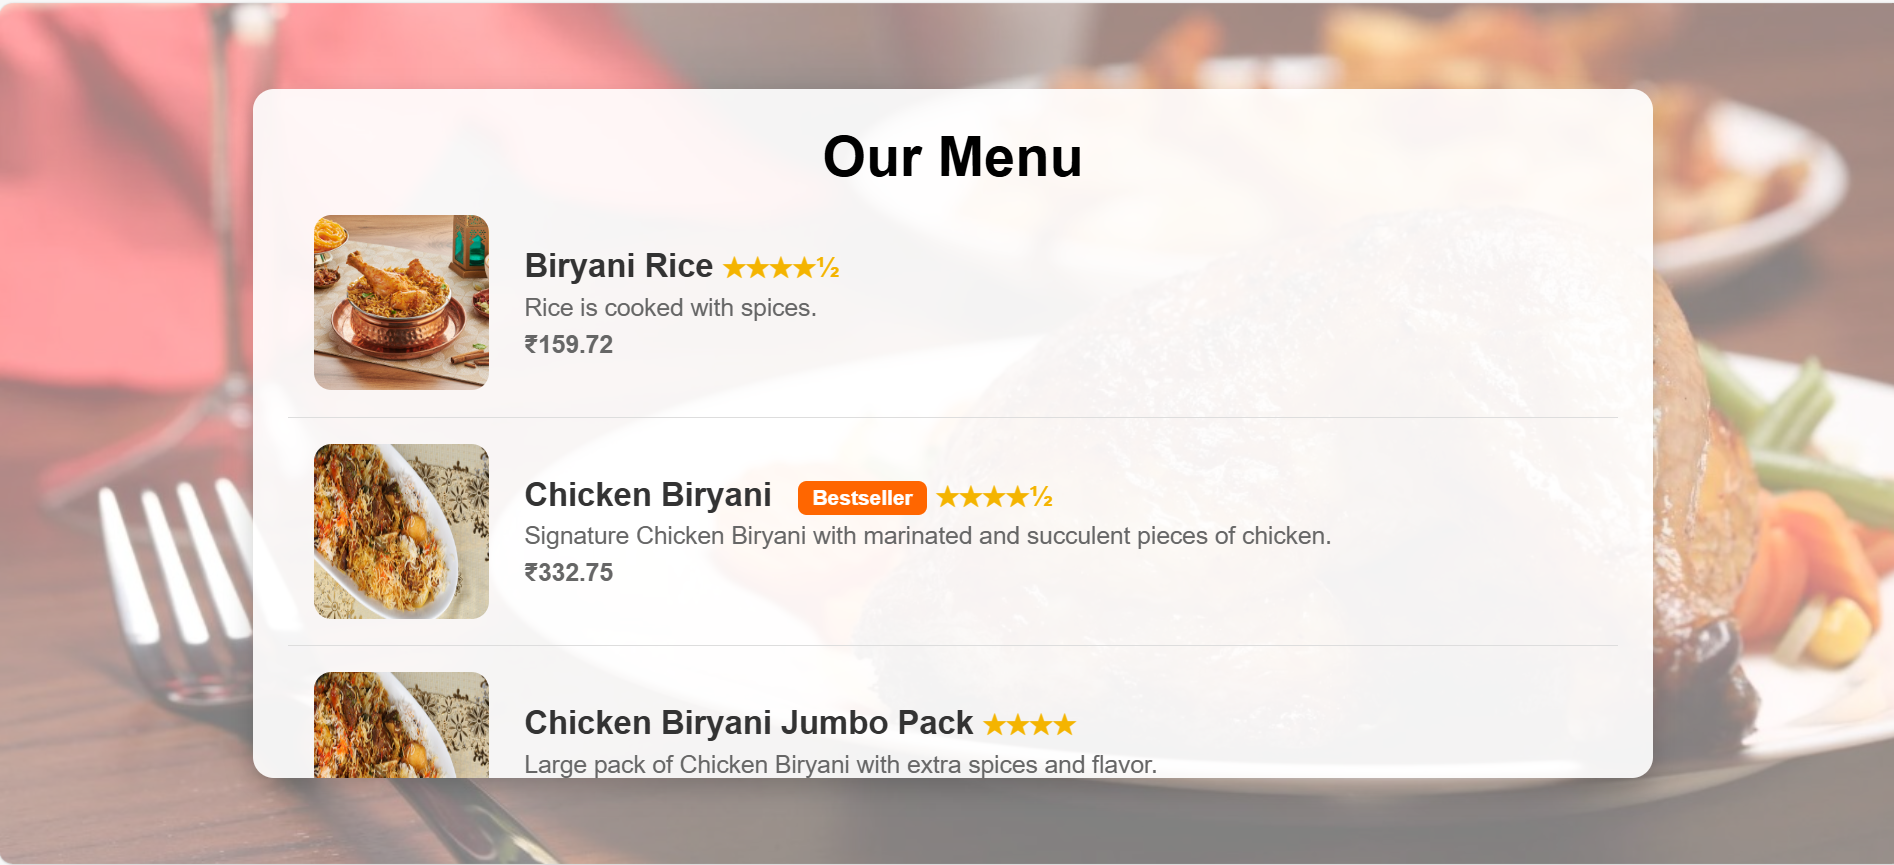 Our Menu
Biryani Rice ★★★★½
Rice is cooked with spices.
₹159.72
Chicken Biryani Bestseller ★★★★½
Signature Chicken Biryani with marinated and succulent pieces of chicken.
₹332.75
Chicken Biryani Jumbo Pack ★★★★
Large pack of Chicken Biryani with extra spices and flavor.